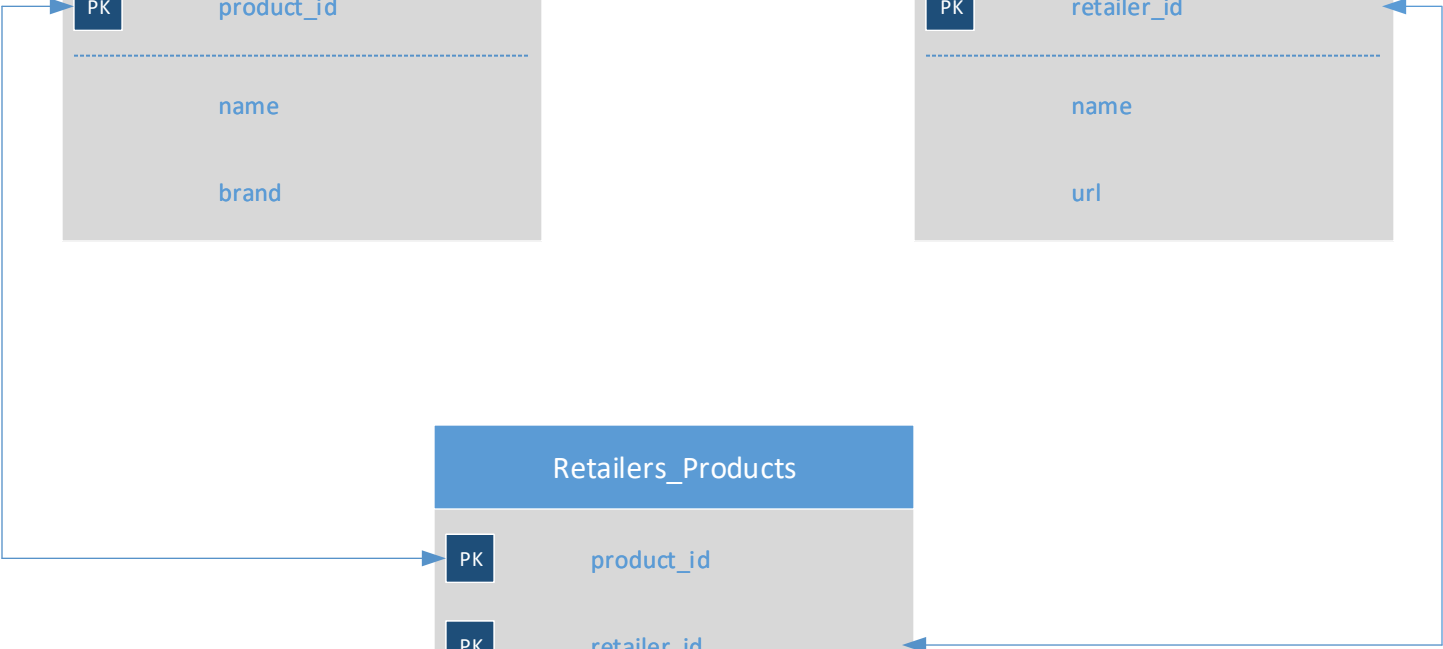 PK product_id
name
brand
PK retailer_id
name
url
Retailers_Products
PK product_id
PK retailer_id